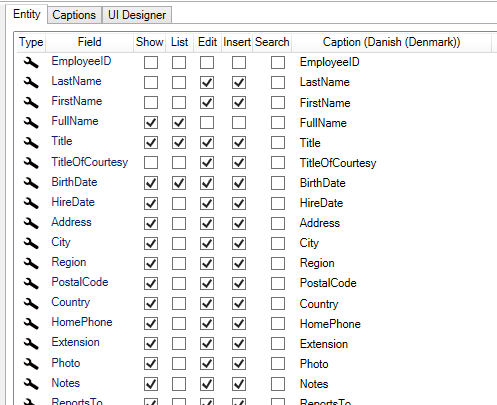 Entity Captions UI Designer
Type Field Show List Edit Insert Search Caption (Danish (Denmark))
EmployeeID EmployeeID
LastName LastName
FirstName FirstName
FullName FullName
Title Title
TitleOfCourtesy TitleOfCourtesy
BirthDate BirthDate
HireDate HireDate
Address Address
City City
Region Region
PostalCode PostalCode
Country Country
HomePhone HomePhone
Extension Extension
Photo Photo
Notes Notes
ReportsTo ReportsTo